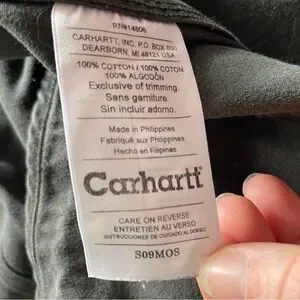 RN#14806
CARHARTT, INC. P.O. BOX 600
DEARBORN, MI 48121 USA
100% COTTON / 100% COTON
100% ALGODÓN
Exclusive of trimming.
Sans garniture.
Sin incluir adorno.
Made in Philippines
Fabriqué aux Philippines
Hecho en Filipinas
Carhartt
CARE ON REVERSE
ENTRETIEN AU VERSO
INSTRUCCIONES DE CUIDADO AL DORSO
S09MOS